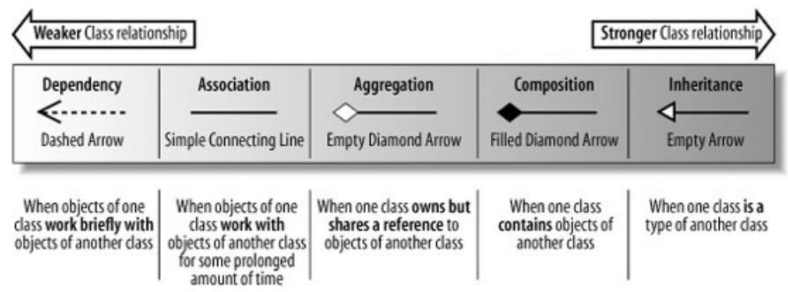 Weaker Class relationship
Stronger Class relationship
Dependency
Dashed Arrow
Association
Simple Connecting Line
Aggregation
Empty Diamond Arrow
Composition
Filled Diamond Arrow
Inheritance
Empty Arrow
When objects of one
class work briefly with
objects of another class
When objects of one
class work with
objects of another class
for some prolonged
amount of time
When one class owns but
shares a reference to
objects of another class
When one class
contains objects of
another class
When one class is a
type of another class